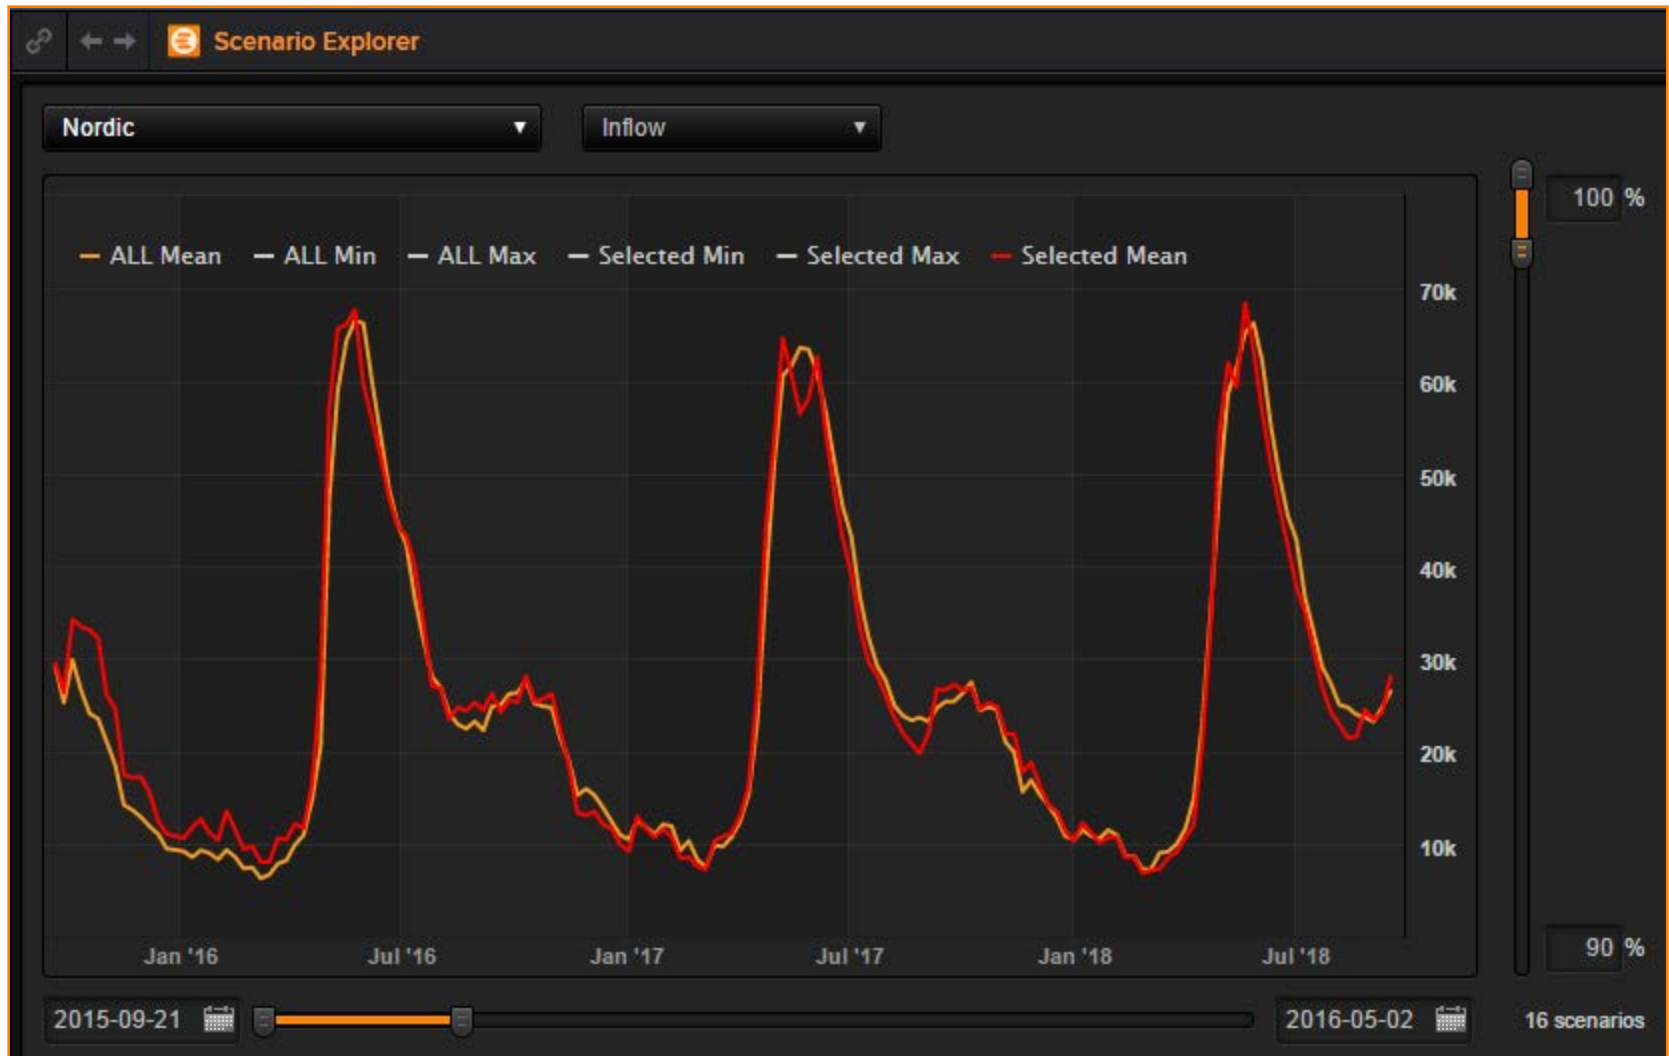 Scenario Explorer
Nordic
Inflow
100 %
ALL Mean ALL Min ALL Max Selected Min Selected Max Selected Mean
70k
60k
50k
40k
30k
20k
10k
90 %
Jan '16 Jul '16 Jan '17 Jul '17 Jan '18 Jul '18
2015-09-21 2016-05-02 16 scenarios